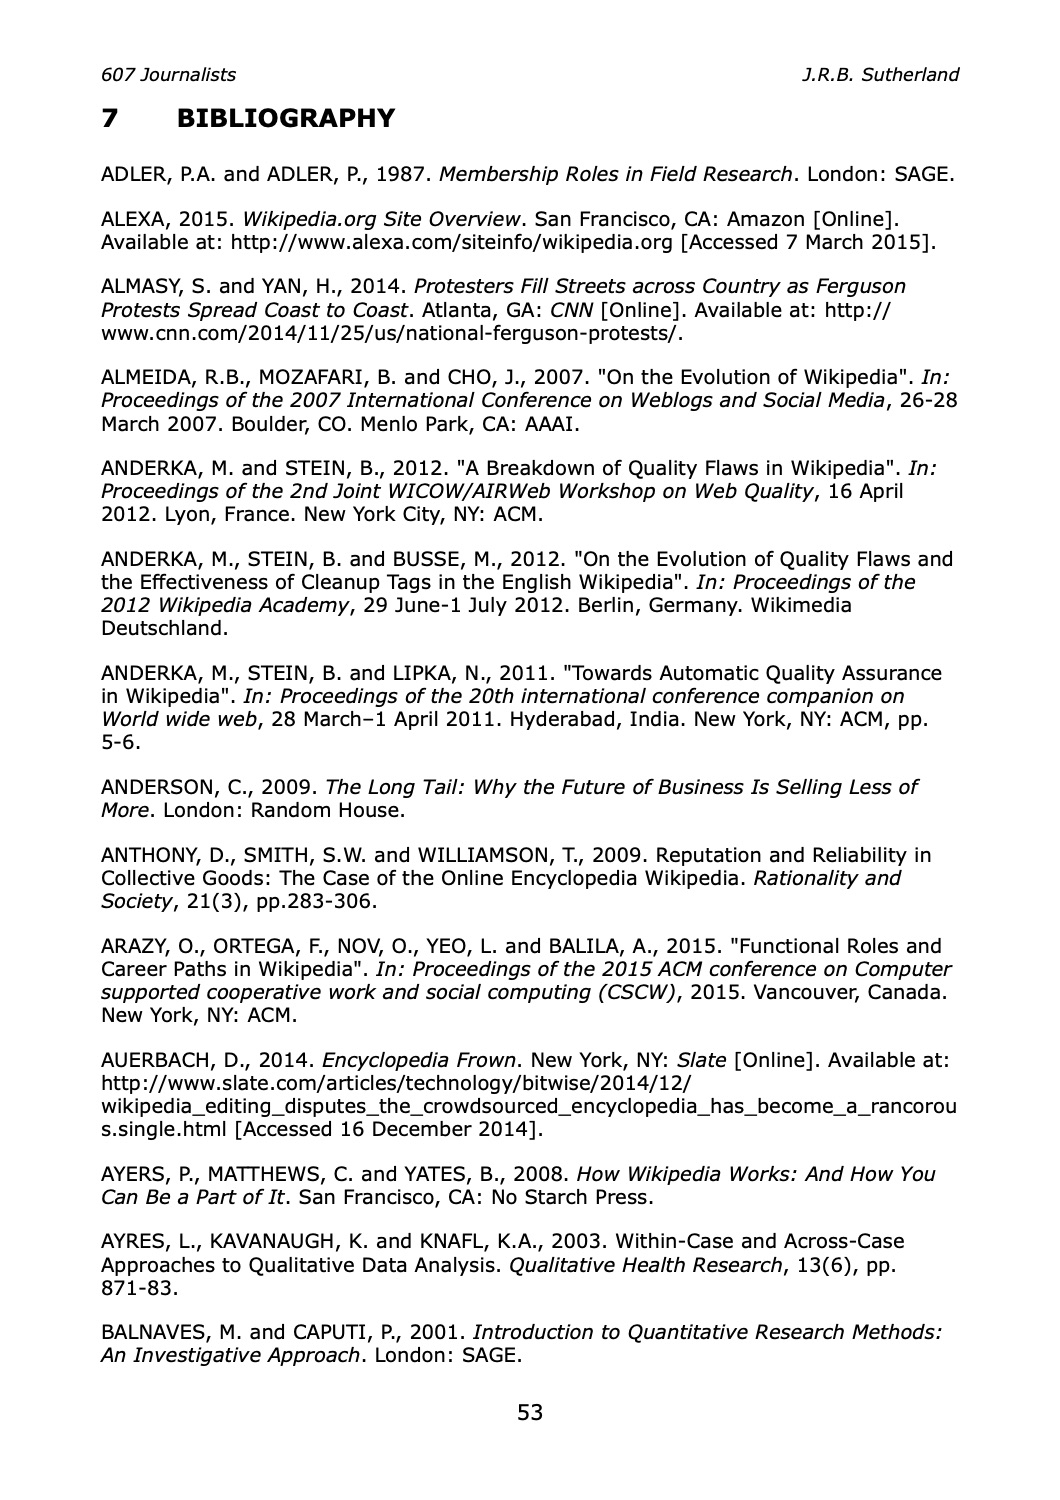 607 Journalists J.R.B. Sutherland
7 BIBLIOGRAPHY
ADLER, P.A. and ADLER, P., 1987. Membership Roles in Field Research. London: SAGE.
ALEXA, 2015. Wikipedia.org Site Overview. San Francisco, CA: Amazon [Online].
Available at: http://www.alexa.com/siteinfo/wikipedia.org [Accessed 7 March 2015].
ALMASY, S. and YAN, H., 2014. Protesters Fill Streets across Country as Ferguson
Protests Spread Coast to Coast. Atlanta, GA: CNN [Online]. Available at: http://
www.cnn.com/2014/11/25/us/national-ferguson-protests/.
ALMEIDA, R.B., MOZAFARI, B. and CHO, J., 2007. "On the Evolution of Wikipedia". In:
Proceedings of the 2007 International Conference on Weblogs and Social Media, 26-28
March 2007. Boulder, CO. Menlo Park, CA: AAAI.
ANDERKA, M. and STEIN, B., 2012. "A Breakdown of Quality Flaws in Wikipedia". In:
Proceedings of the 2nd Joint WICOW/AIRWeb Workshop on Web Quality, 16 April
2012. Lyon, France. New York City, NY: ACM.
ANDERKA, M., STEIN, B. and BUSSE, M., 2012. "On the Evolution of Quality Flaws and
the Effectiveness of Cleanup Tags in the English Wikipedia". In: Proceedings of the
2012 Wikipedia Academy, 29 June-1 July 2012. Berlin, Germany. Wikimedia
Deutschland.
ANDERKA, M., STEIN, B. and LIPKA, N., 2011. "Towards Automatic Quality Assurance
in Wikipedia". In: Proceedings of the 20th international conference companion on
World wide web, 28 March–1 April 2011. Hyderabad, India. New York, NY: ACM, pp.
5-6.
ANDERSON, C., 2009. The Long Tail: Why the Future of Business Is Selling Less of
More. London: Random House.
ANTHONY, D., SMITH, S.W. and WILLIAMSON, T., 2009. Reputation and Reliability in
Collective Goods: The Case of the Online Encyclopedia Wikipedia. Rationality and
Society, 21(3), pp.283-306.
ARAZY, O., ORTEGA, F., NOV, O., YEO, L. and BALILA, A., 2015. "Functional Roles and
Career Paths in Wikipedia". In: Proceedings of the 2015 ACM conference on Computer
supported cooperative work and social computing (CSCW), 2015. Vancouver, Canada.
New York, NY: ACM.
AUERBACH, D., 2014. Encyclopedia Frown. New York, NY: Slate [Online]. Available at:
http://www.slate.com/articles/technology/bitwise/2014/12/
wikipedia_editing_disputes_the_crowdsourced_encyclopedia_has_become_a_rancorou
s.single.html [Accessed 16 December 2014].
AYERS, P., MATTHEWS, C. and YATES, B., 2008. How Wikipedia Works: And How You
Can Be a Part of It. San Francisco, CA: No Starch Press.
AYRES, L., KAVANAUGH, K. and KNAFL, K.A., 2003. Within-Case and Across-Case
Approaches to Qualitative Data Analysis. Qualitative Health Research, 13(6), pp.
871-83.
BALNAVES, M. and CAPUTI, P., 2001. Introduction to Quantitative Research Methods:
An Investigative Approach. London: SAGE.
53